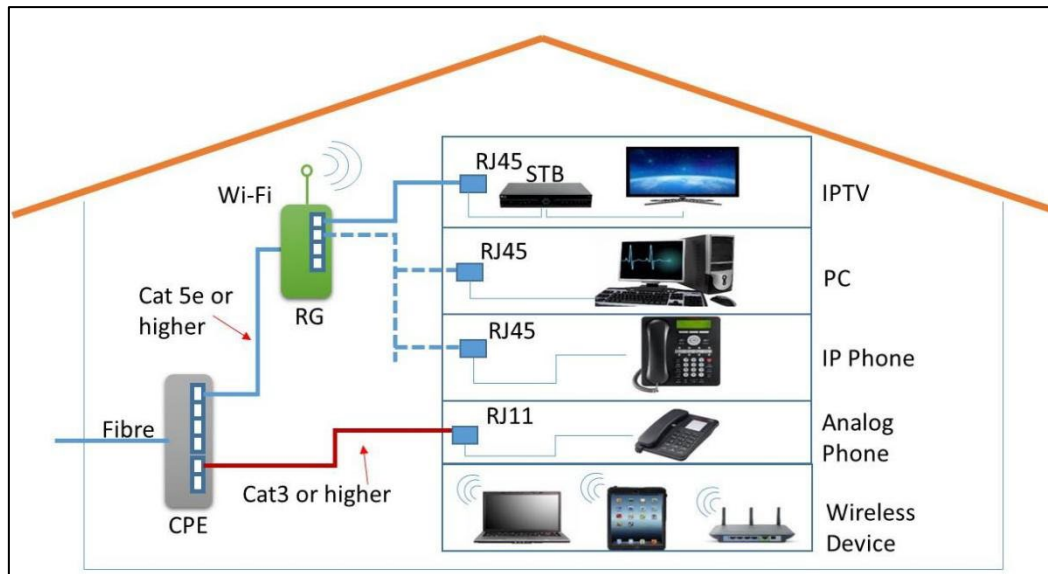 RJ45
STB
IPTV
Wi-Fi
RJ45
PC
Cat 5e or
higher
RG
RJ45
IP Phone
Fibre
RJ11
Analog
Phone
Cat3 or higher
CPE
Wireless
Device